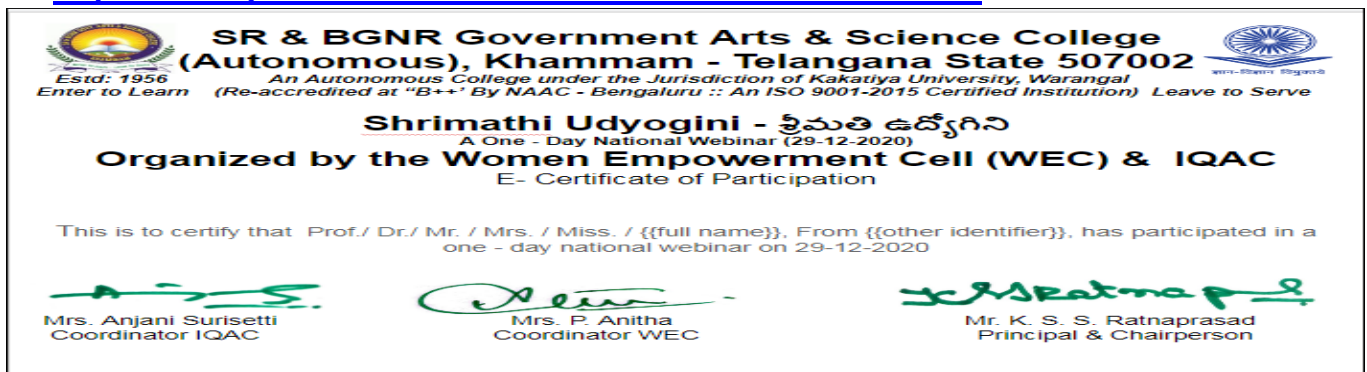 SR & BGNR Government Arts & Science College
(Autonomous), Khammam - Telangana State 507002
ज्ञान-विज्ञान विमुक्तये
Estd: 1956 An Autonomous College under the Jurisdiction of Kakatiya University, Warangal
Enter to Learn (Re-accredited at “B++’ By NAAC - Bengaluru :: An ISO 9001-2015 Certified Institution) Leave to Serve
Shrimathi Udyogini - శ్రీమతి ఉద్యోగిని
A One - Day National Webinar (29-12-2020)
Organized by the Women Empowerment Cell (WEC) & IQAC
E- Certificate of Participation
This is to certify that Prof./ Dr./ Mr. / Mrs. / Miss. / {{full name}}, From {{other identifier}}, has participated in a
one - day national webinar on 29-12-2020
Mrs. Anjani Surisetti Mrs. P. Anitha Mr. K. S. S. Ratnaprasad
Coordinator IQAC Coordinator WEC Principal & Chairperson